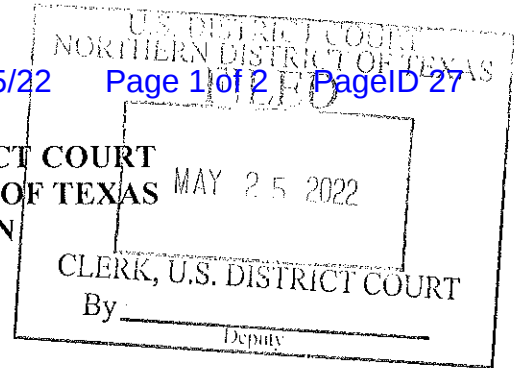 U.S. DISTRICT COURT
NORTHERN DISTRICT OF TEXAS
5/22 Page 1 of 2 PageID 27
FILED
CT COURT
OF TEXAS
N
MAY 25 2022
CLERK, U.S. DISTRICT COURT
By
Deputy